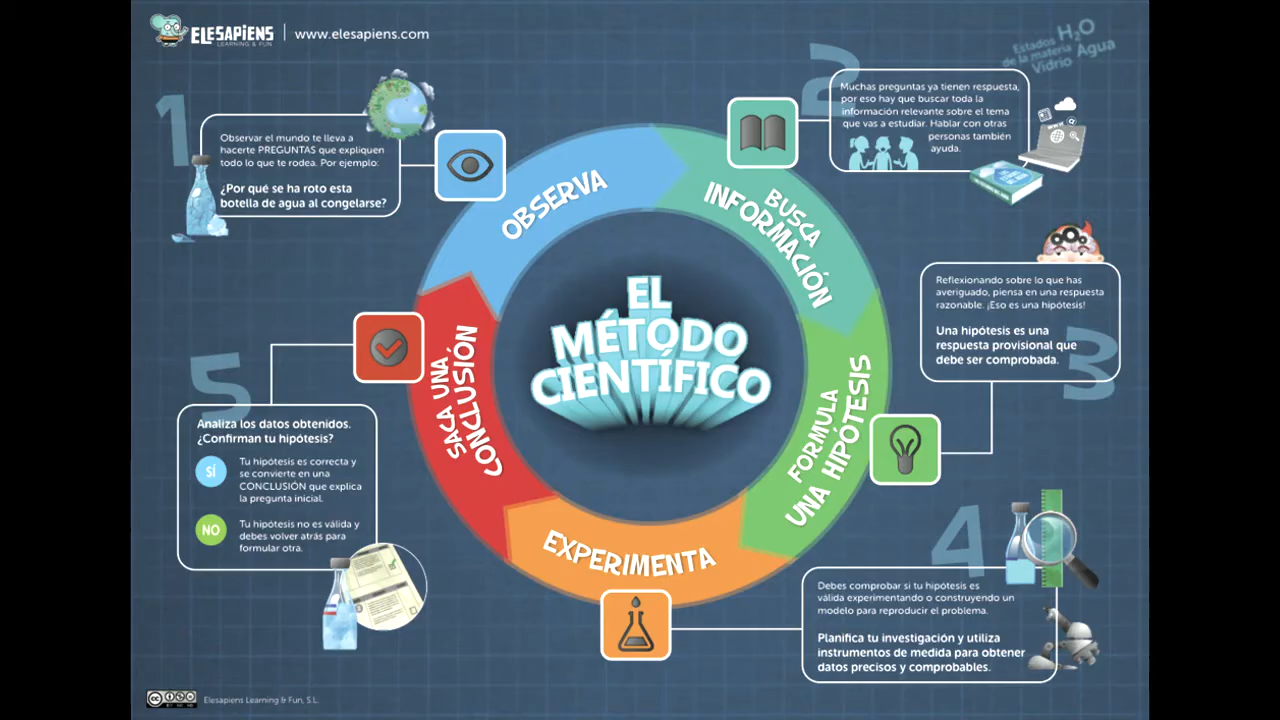 ELESAPIENS
LEARNING & FUN
www.elesapiens.com
1
Observar el mundo te lleva a
hacerte PREGUNTAS que expliquen
todo lo que te rodea. Por ejemplo:
¿Por qué se ha roto esta
botella de agua al congelarse?
OBSERVA
2
Muchas preguntas ya tienen respuesta,
por eso hay que buscar toda la
información relevante sobre el tema
que vas a estudiar. Hablar con otras
personas también
ayuda.
Estados
de la materia
H2O
Vidrio
Agua
BUSCA
INFORMACIÓN
3
Reflexionando sobre lo que has
averiguado, piensa en una respuesta
razonable. ¡Eso es una hipótesis!
Una hipótesis es una
respuesta provisional que
debe ser comprobada.
FORMULA
UNA HIPÓTESIS
EL
MÉTODO
CIENTÍFICO
4
Debes comprobar si tu hipótesis es
válida experimentando o construyendo un
modelo para reproducir el problema.
Planifica tu investigación y utiliza
instrumentos de medida para obtener
datos precisos y comprobables.
EXPERIMENTA
5
Analiza los datos obtenidos.
¿Confirman tu hipótesis?
SÍ
Tu hipótesis es correcta y
se convierte en una
CONCLUSIÓN que explica
la pregunta inicial.
NO
Tu hipótesis no es válida y
debes volver atrás para
formular otra.
SACA UNA
CONCLUSIÓN
Elesapiens Learning & Fun, S.L.